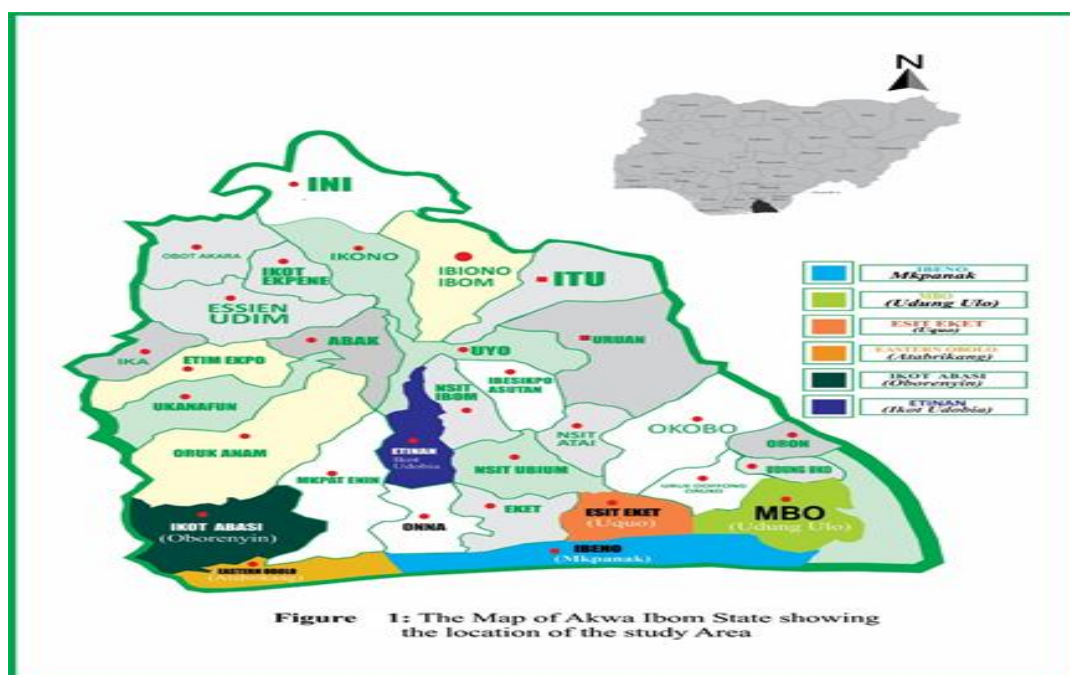 N
INI
OBOT AKARA
IKOT
EKPENE
IKONO
IBIONO
IBOM
ITU
ESSIEN
UDIM
IKA
ABAK
ETIM EXPO
UYO
URUAN
NSIT
IBOM
IBESIKPO
ASUTAN
UKANAFUN
ORUK ANAM
ETINAN
Ikot
Udobia
MKPAT ENIN
NSIT UBIUM
NSIT
ATAI
OKOBO
ORON
UDUNG UKO
IKOT ABASI
(Oborenyin)
ONNA
EKET
ESIT EKET
(Uquo)
MBO
(Udung Ulo)
IBENO
(Mkpanak)
EASTERN OBOLO
(Atabrikang)
IBENO
Mkpanak
MBO
(Udung Ulo)
ESIT EKET
(Uquo)
EASTERN OBOLO
(Atabrikang)
IKOT ABASI
(Oborenyin)
ETINAN
(Ikot Udobia)
Figure 1: The Map of Akwa Ibom State showing
the location of the study Area